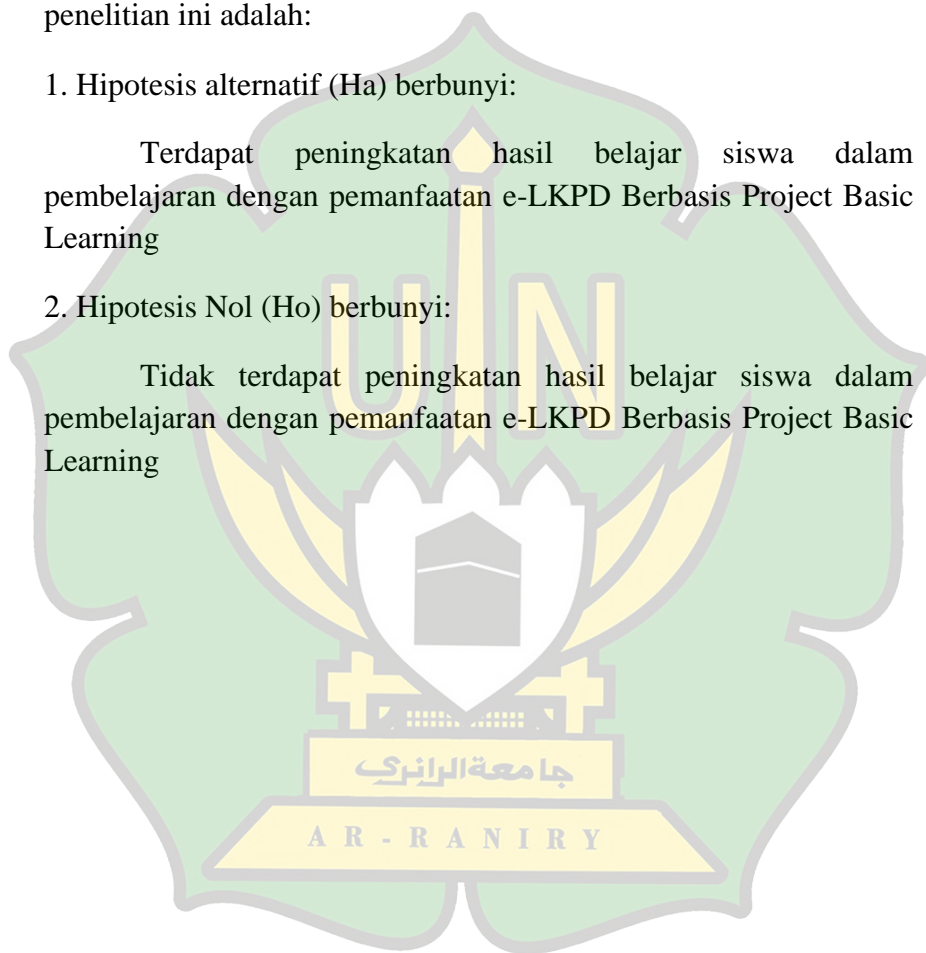 penelitian ini adalah:
1. Hipotesis alternatif (Ha) berbunyi:
Terdapat peningkatan hasil belajar siswa dalam
pembelajaran dengan pemanfaatan e-LKPD Berbasis Project Basic
Learning
2. Hipotesis Nol (Ho) berbunyi:
Tidak terdapat peningkatan hasil belajar siswa dalam
pembelajaran dengan pemanfaatan e-LKPD Berbasis Project Basic
Learning
UIN
جامعةالرانري
AR-RANIRY